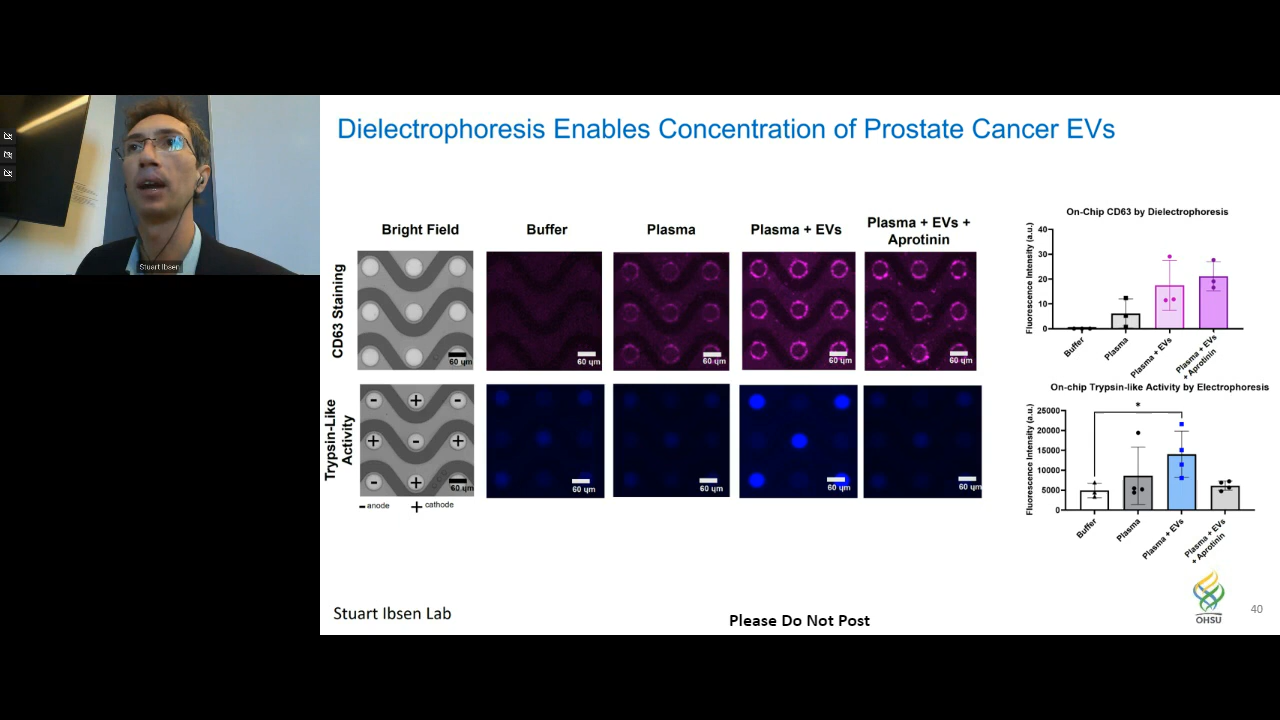 Dielectrophoresis Enables Concentration of Prostate Cancer EVs
Stuart Ibsen
Bright Field
Buffer
Plasma
Plasma + EVs
Plasma + EVs +
Aprotinin
CD63 Staining
60 µm
60 µm
60 µm
60 µm
60 µm
Trypsin-Like
Activity
- + -
+ - +
- + -
60 µm
60 µm
60 µm
60 µm
60 µm
- anode
+ cathode
On-Chip CD63 by Dielectrophoresis
Fluorescence Intensity (a.u.)
40
30
20
10
0
Buffer
Plasma
Plasma + EVs
Plasma + EVs
+ Aprotinin
On-chip Trypsin-like Activity by Electrophoresis
Fluorescence Intensity (a.u.)
25000
20000
15000
10000
5000
0
*
Buffer
Plasma
Plasma + EVs
Plasma + EVs
+ Aprotinin
Stuart Ibsen Lab
Please Do Not Post
OHSU
40